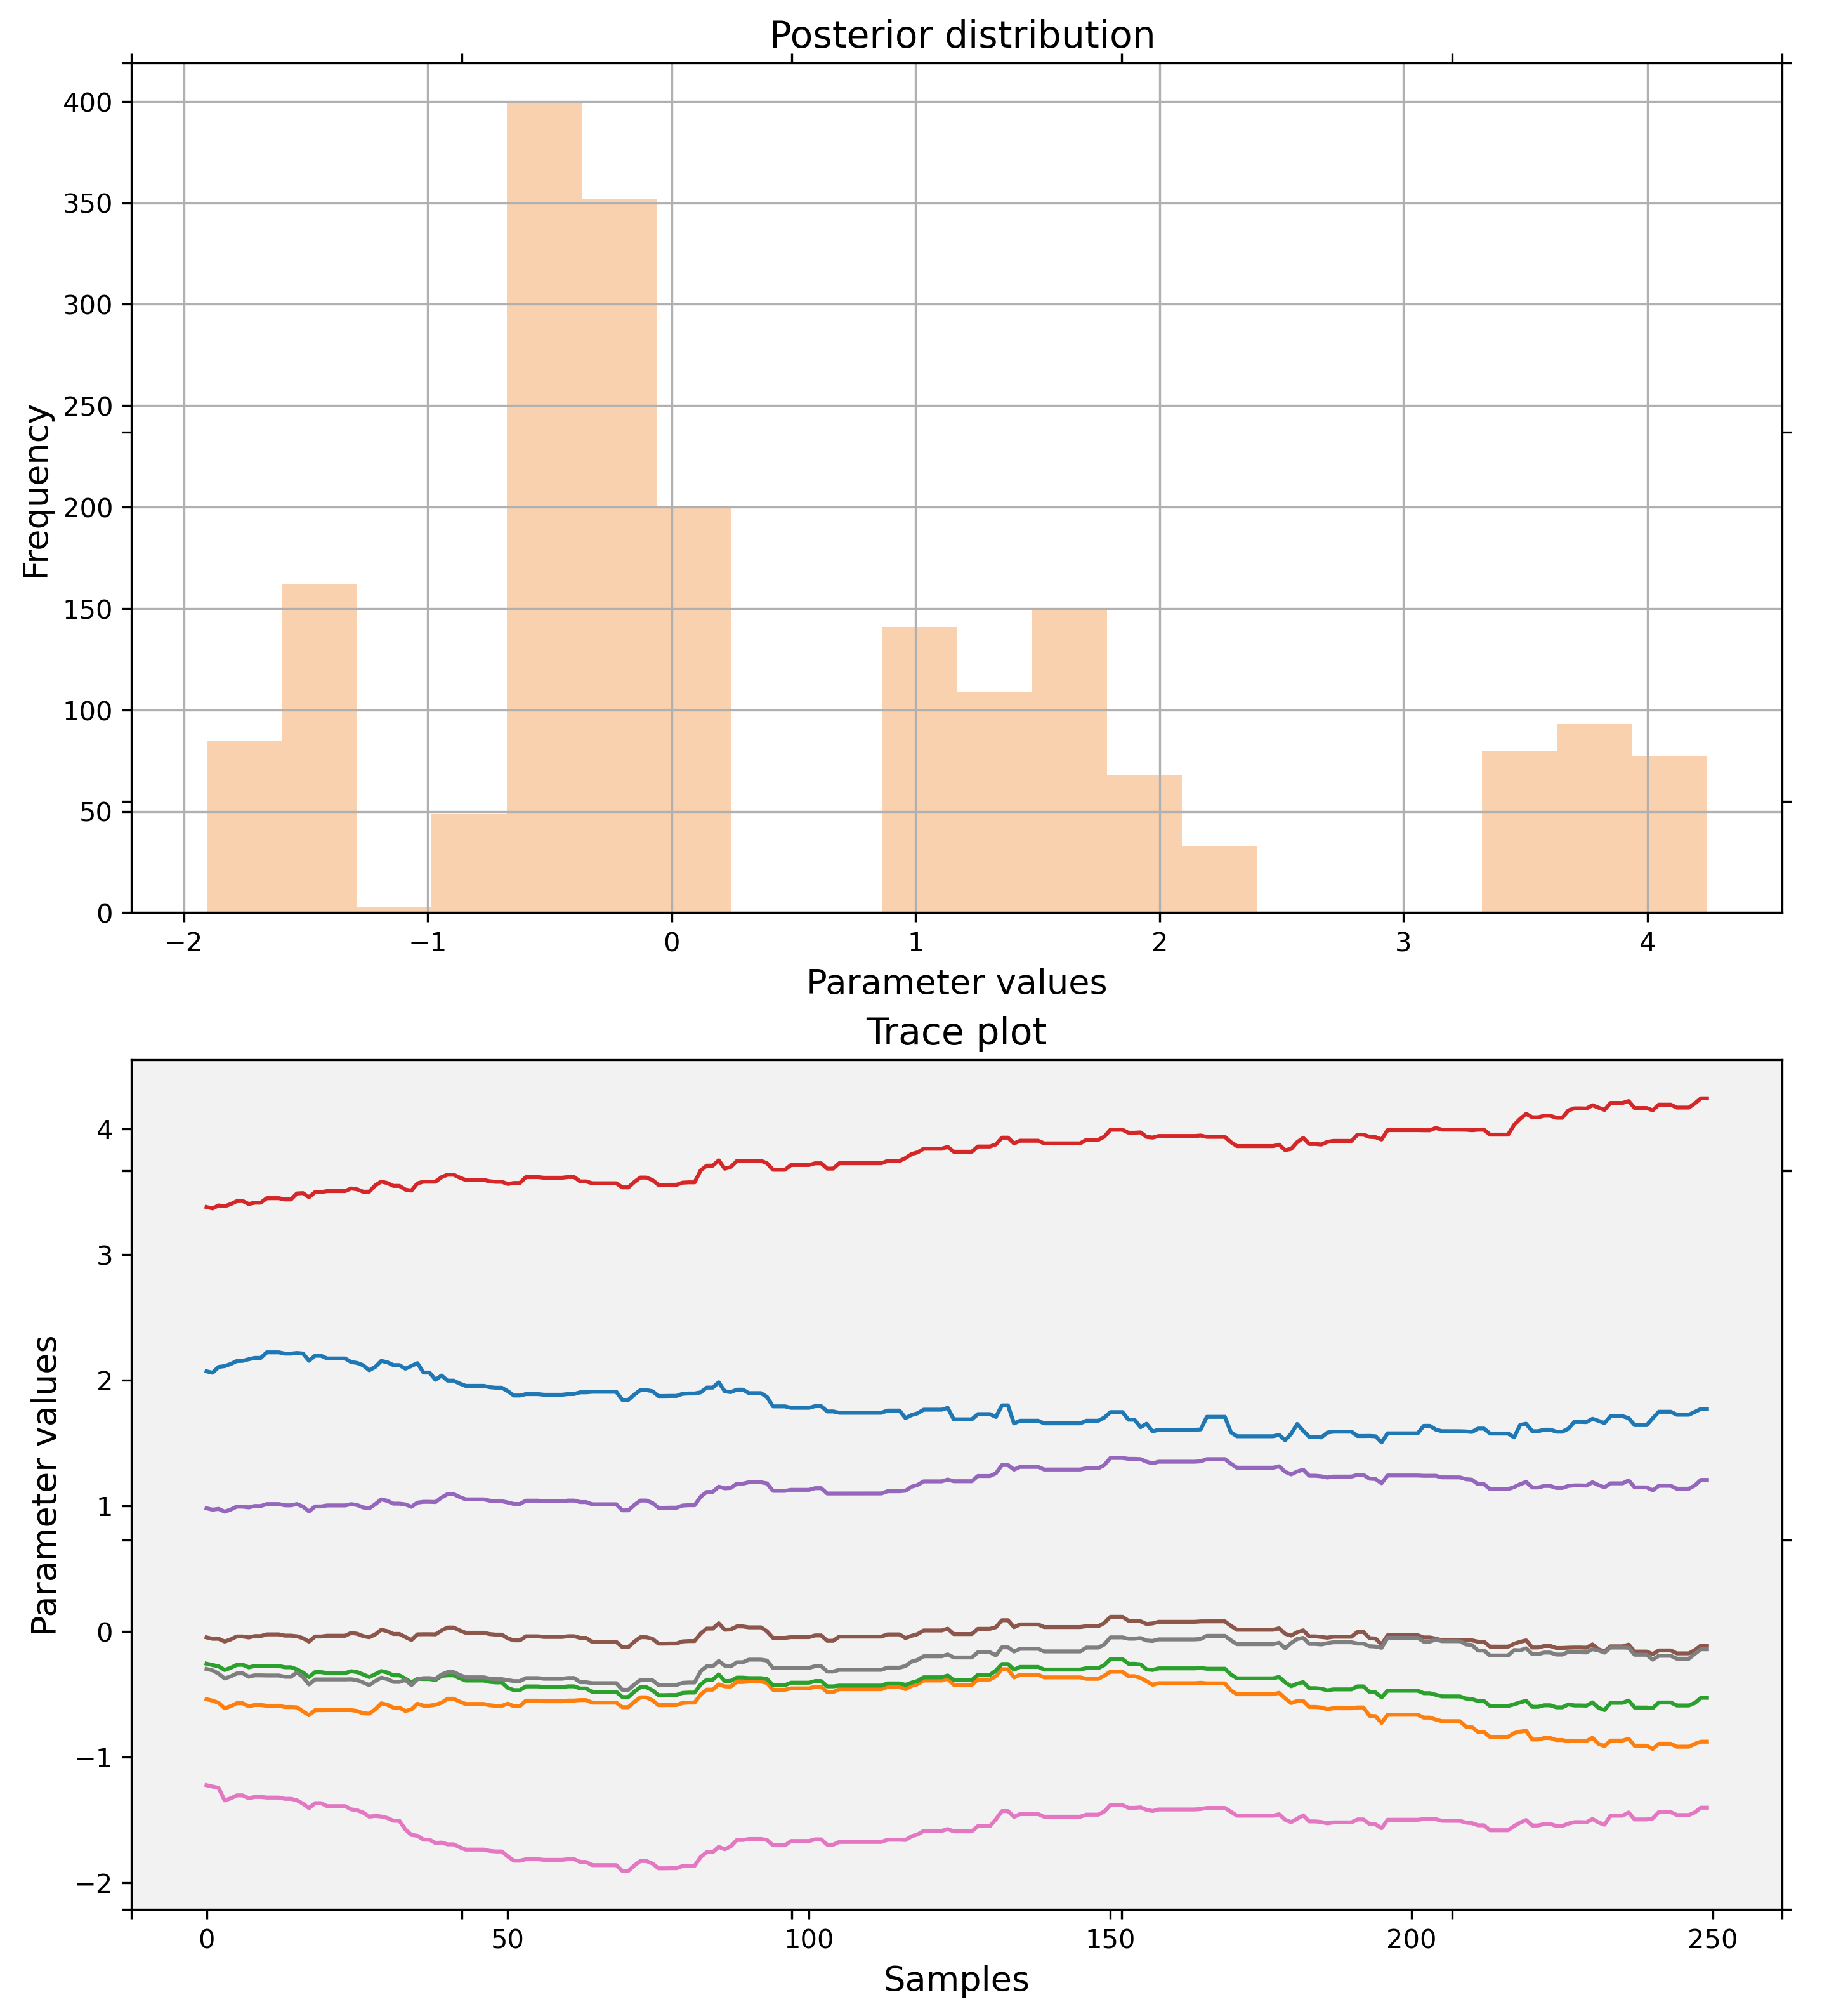 Posterior distribution
400
350
300
250
200
150
100
50
0
Frequency
−2 −1 0 1 2 3 4
Parameter values
Trace plot
4
3
2
1
0
−1
−2
Parameter values
0 50 100 150 200 250
Samples